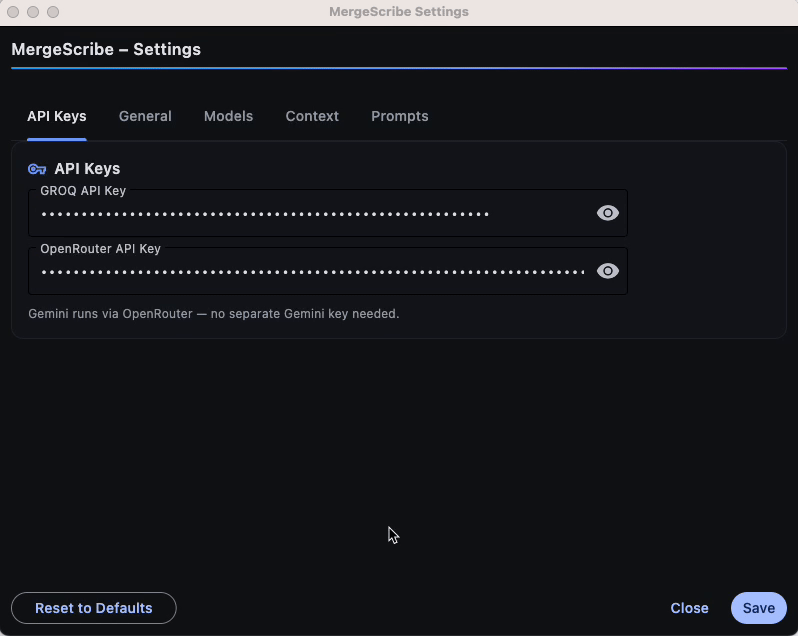 MergeScribe Settings
MergeScribe – Settings
API Keys General Models Context Prompts
API Keys
GROQ API Key
••••••••••••••••••••••••••••••••••••••••••••••••••••••••
OpenRouter API Key
••••••••••••••••••••••••••••••••••••••••••••••••••••••••••••••••••••
Gemini runs via OpenRouter — no separate Gemini key needed.
Reset to Defaults Close Save